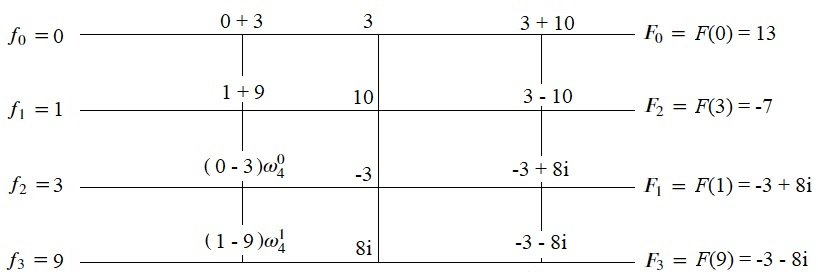 f₀ = 0 0 + 3 3 3 + 10 F₀ = F(0) = 13
f₁ = 1 1 + 9 10 3 - 10 F₂ = F(3) = -7
f₂ = 3 ( 0 - 3 )ω₄⁰ -3 -3 + 8i F₁ = F(1) = -3 + 8i
f₃ = 9 ( 1 - 9 )ω₄¹ 8i -3 - 8i F₃ = F(9) = -3 - 8i